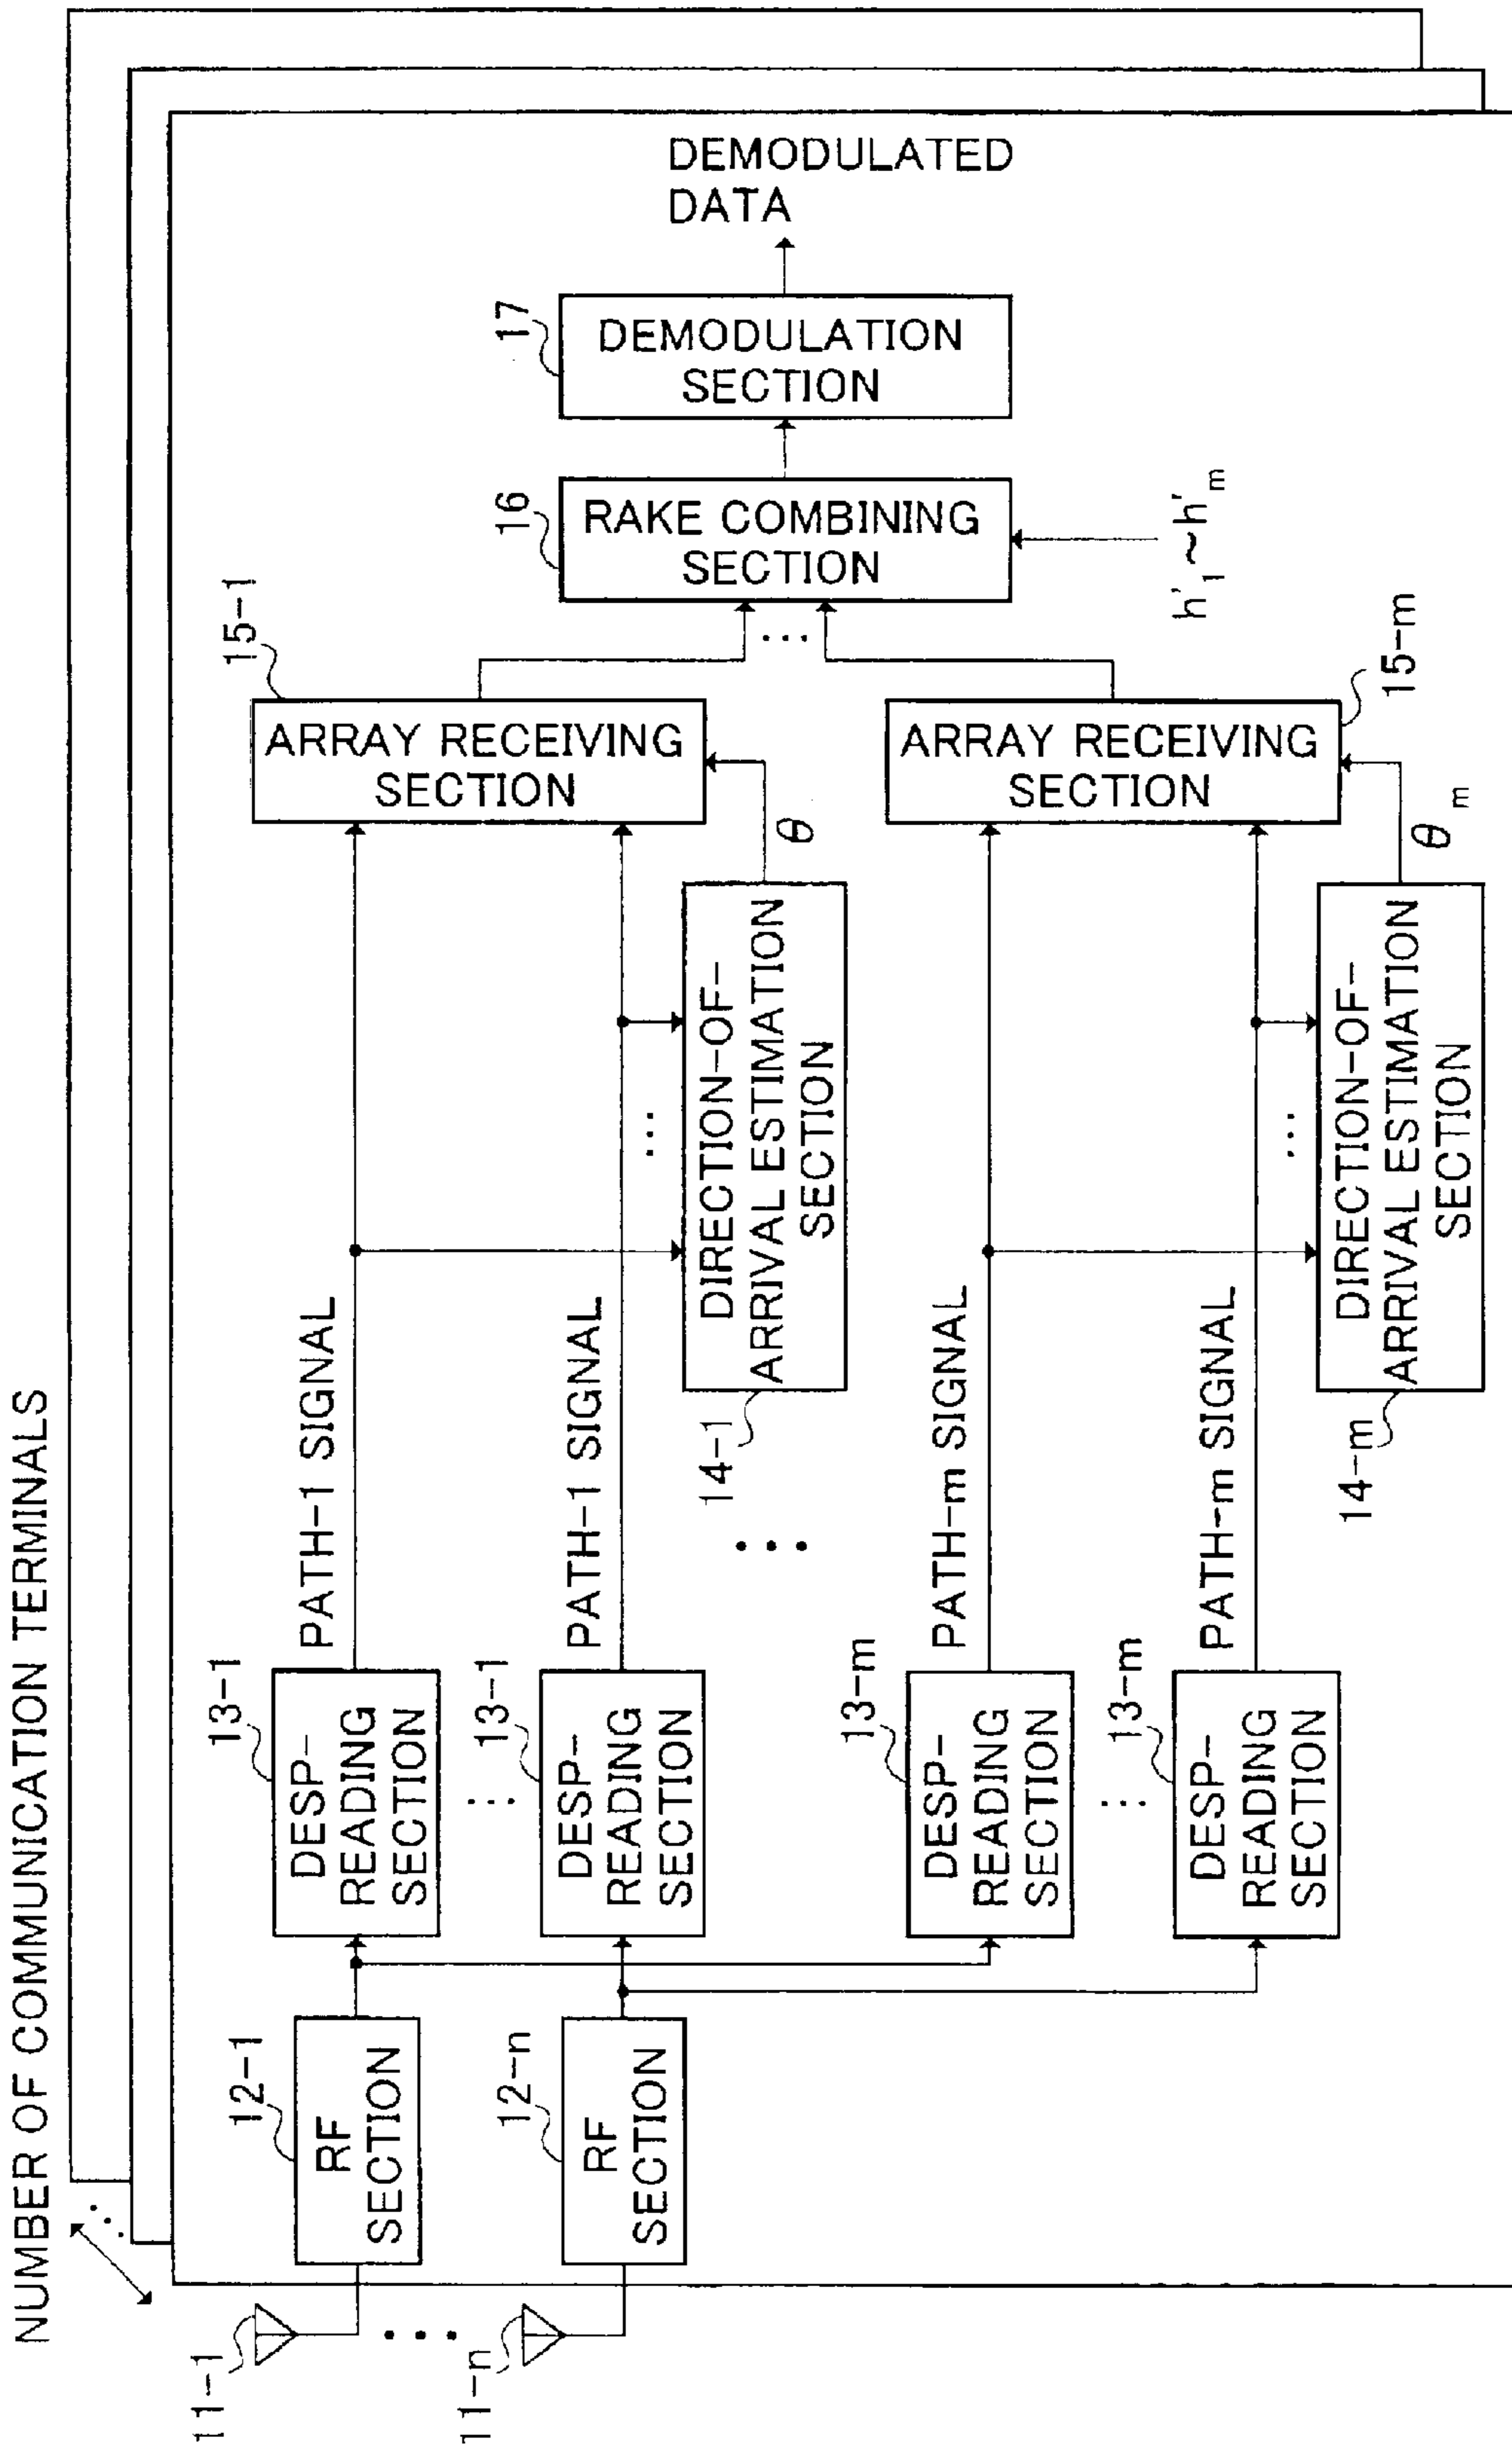 NUMBER OF COMMUNICATION TERMINALS
11-1
11-n
12-1
RF
SECTION
12-n
RF
SECTION
13-1
DESP-
READING
SECTION
13-1
DESP-
READING
SECTION
13-m
DESP-
READING
SECTION
13-m
DESP-
READING
SECTION
PATH-1 SIGNAL
PATH-1 SIGNAL
PATH-m SIGNAL
PATH-m SIGNAL
14-1
DIRECTION-OF-
ARRIVAL ESTIMATION
SECTION
θ
14-m
DIRECTION-OF-
ARRIVAL ESTIMATION
SECTION
θ m
15-1
ARRAY RECEIVING
SECTION
15-m
ARRAY RECEIVING
SECTION
16
RAKE COMBINING
SECTION
h'1~h'm
17
DEMODULATION
SECTION
DEMODULATED
DATA